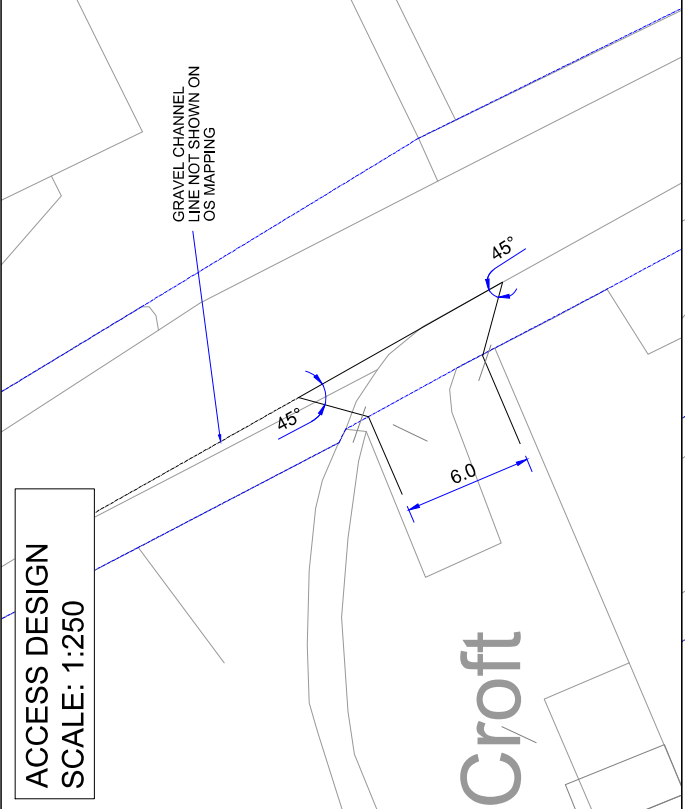 ACCESS DESIGN
SCALE: 1:250
GRAVEL CHANNEL
LINE NOT SHOWN ON
OS MAPPING
45°
45°
6.0
Croft